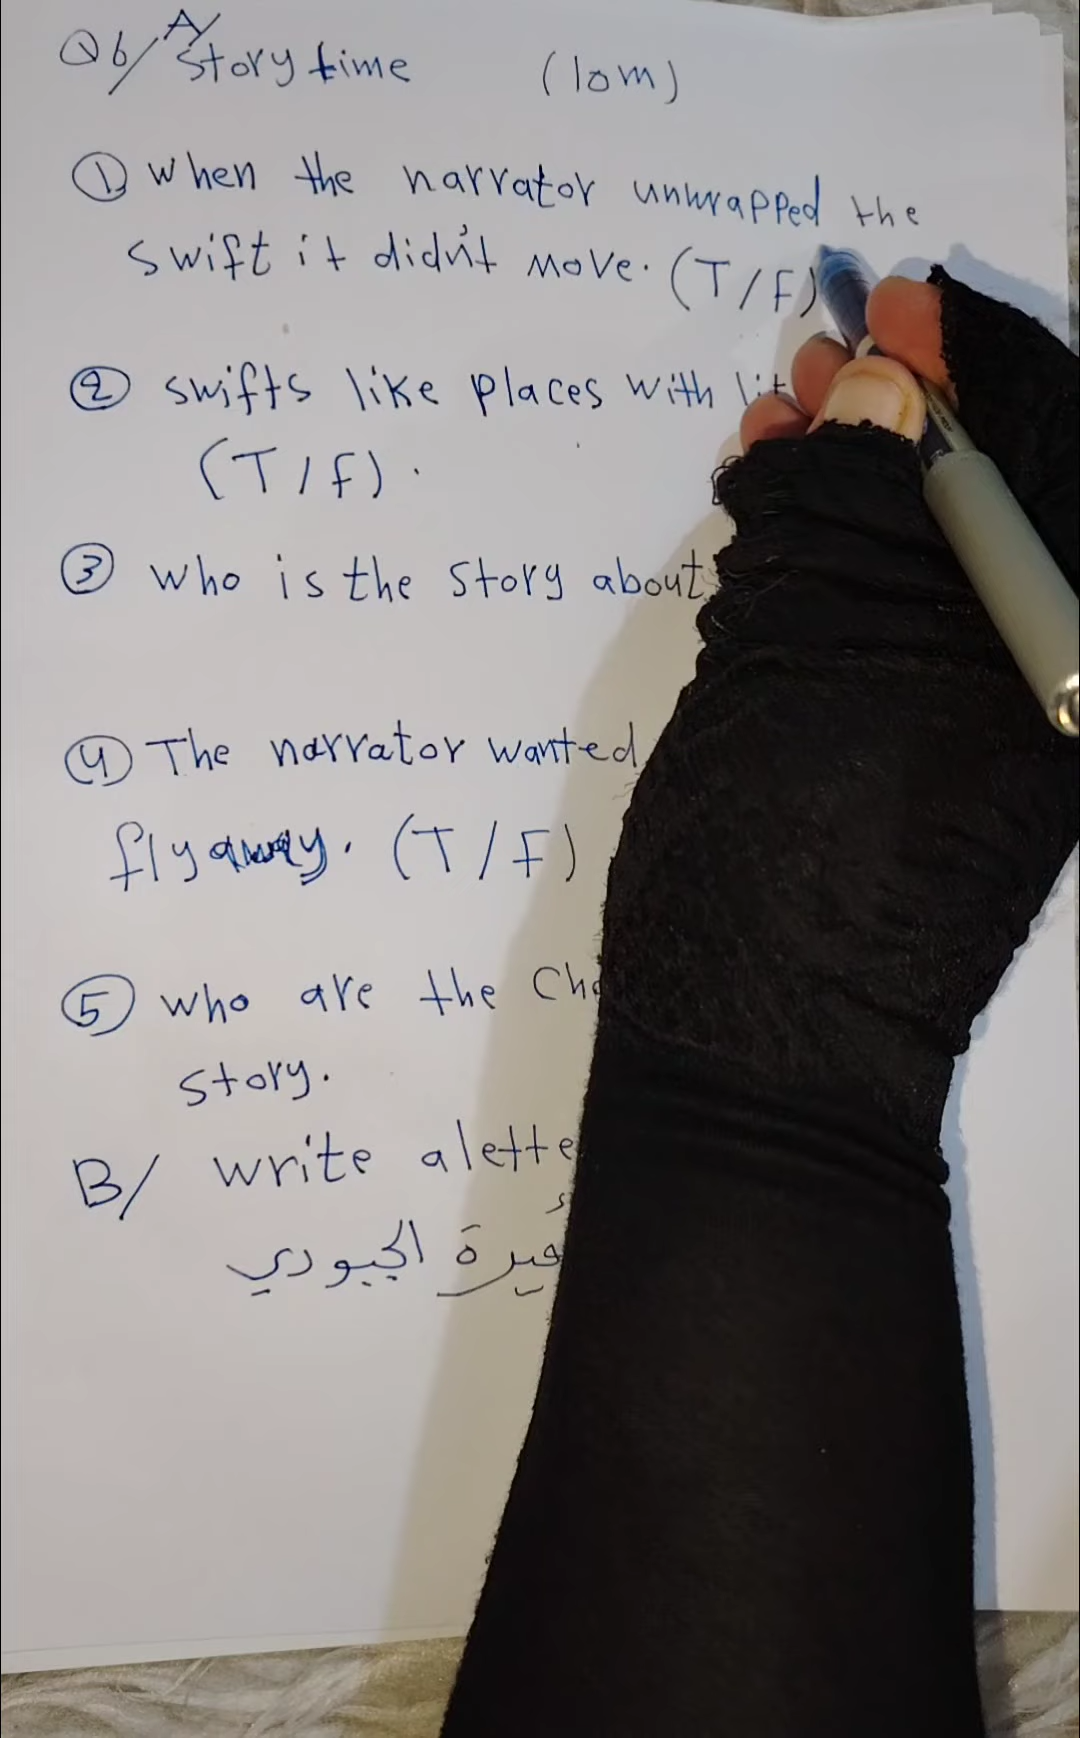 Q6/A/ Story time (10m)
① when the narrator unwrapped the
swift it didn't move. (T/F)
② swifts like places with
(T/F).
③ who is the story about
④ The narrator wanted
fly away. (T/F)
⑤ who are the
story.
B/ write a
الجبوري